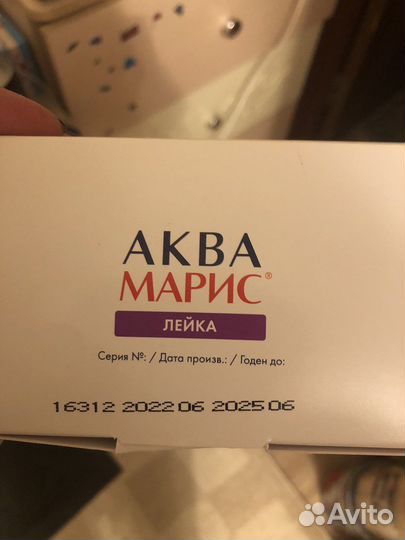 АКВА
МАРИС®
ЛЕЙКА
Серия №: / Дата произв.: / Годен до:
16312 202206 202506
Avito